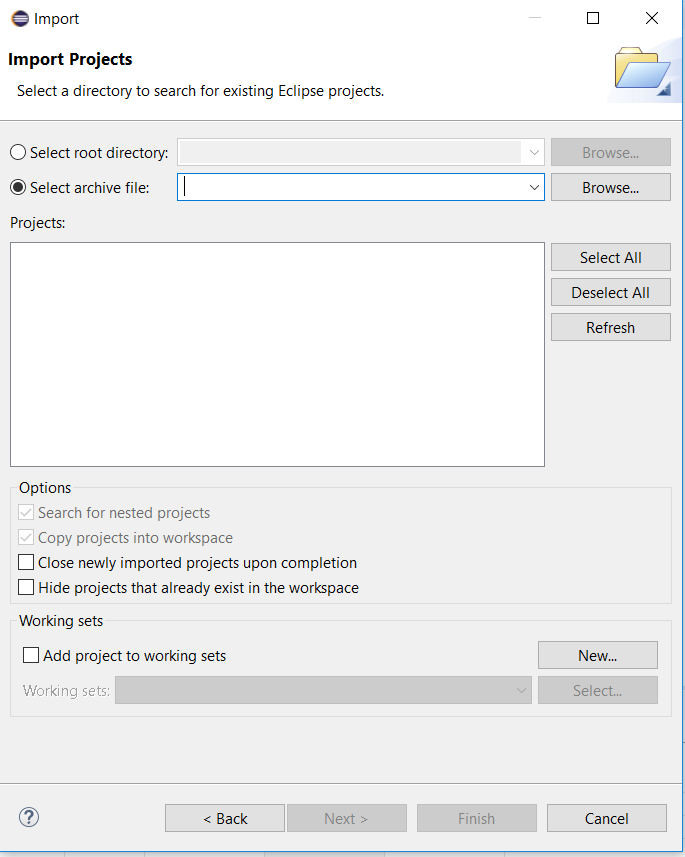 Import
Import Projects
Select a directory to search for existing Eclipse projects.
Select root directory: Browse...
Select archive file: Browse...
Projects:
Select All
Deselect All
Refresh
Options
Search for nested projects
Copy projects into workspace
Close newly imported projects upon completion
Hide projects that already exist in the workspace
Working sets
Add project to working sets New...
Working sets: Select...
? < Back Next > Finish Cancel